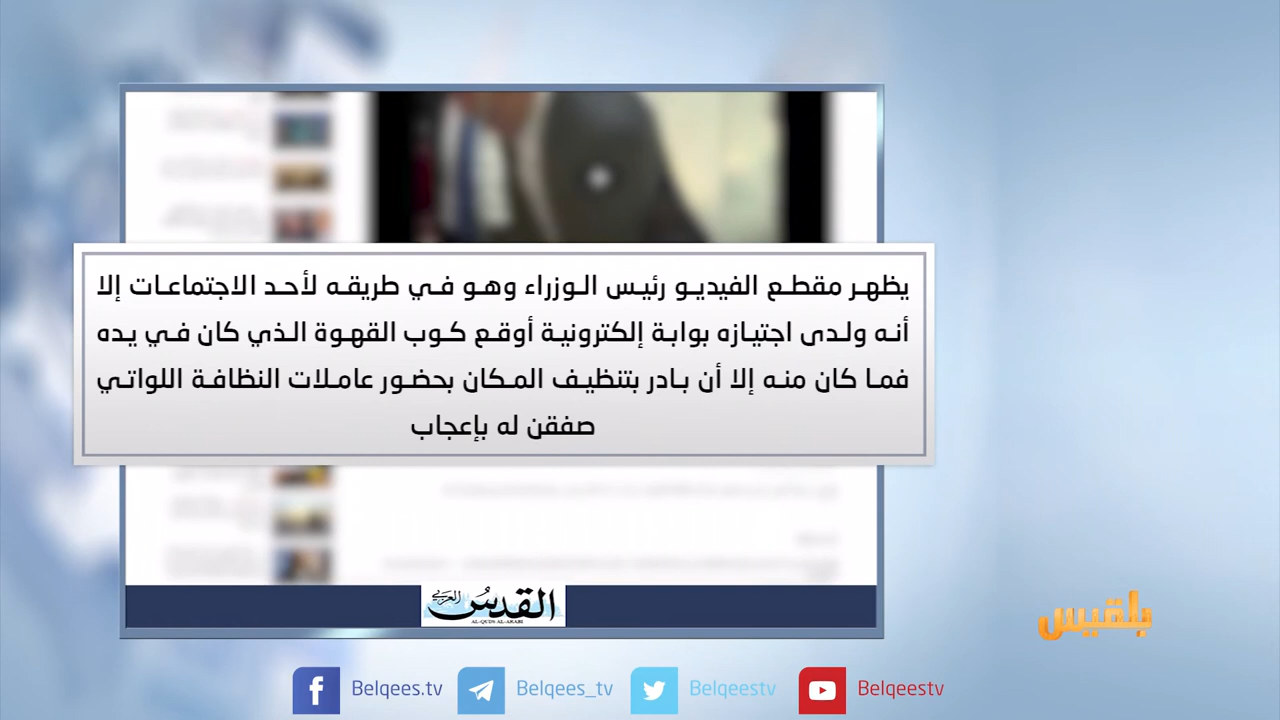 يظهر مقطع الفيديو رئيس الوزراء وهو في طريقه لأحد الاجتماعات إلا
أنه ولدى اجتيازه بوابة إلكترونية أوقع كوب القهوة الذي كان في يده
فما كان منه إلا أن بادر بتنظيف المكان بحضور عاملات النظافة اللواتي
صفقن له بإعجاب
القدس العربي
AL-QUDS AL-ARABI
بلقيس
Belqees.tv
Belqees_tv
Belqeestv
Belqeestv